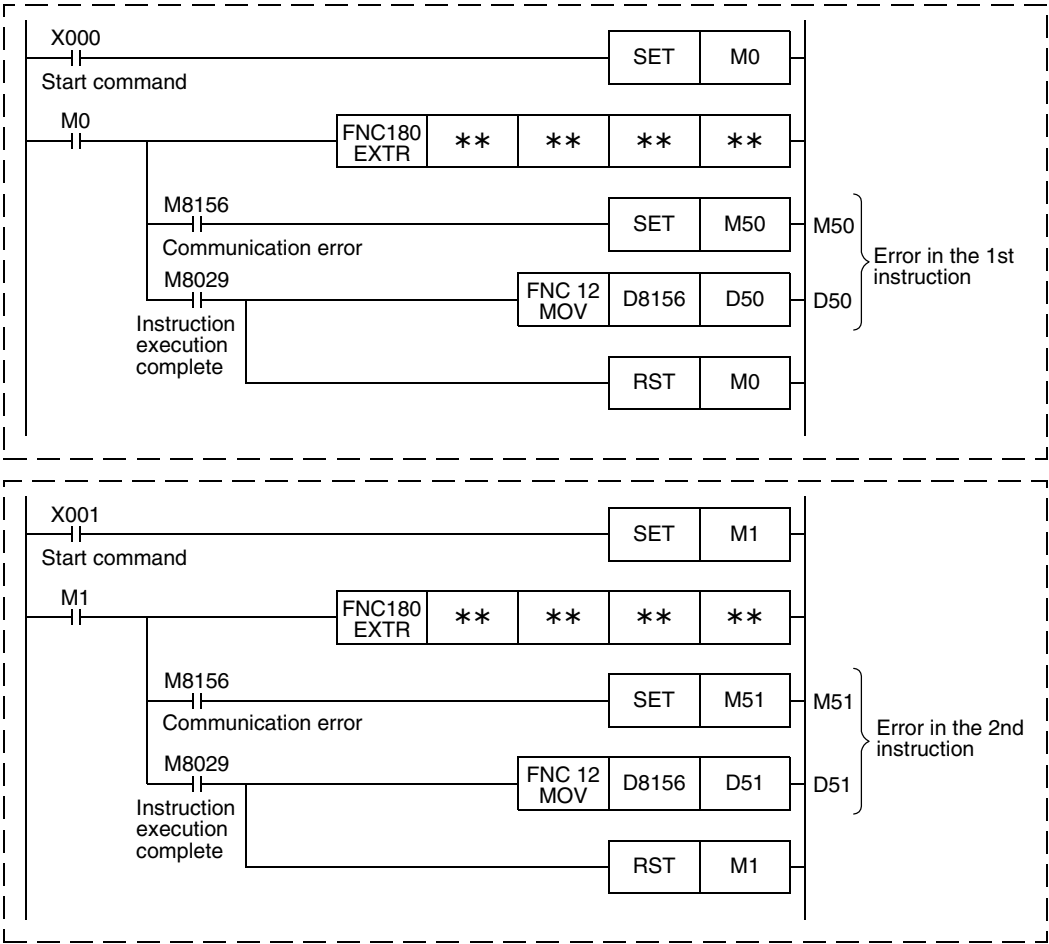 X000
SET M0
Start command
M0
FNC180 EXTR ** ** ** **
M8156
SET M50 M50
Communication error
Error in the 1st
instruction
M8029
FNC 12 MOV D8156 D50 D50
Instruction
execution
complete
RST M0
X001
SET M1
Start command
M1
FNC180 EXTR ** ** ** **
M8156
SET M51 M51
Communication error
Error in the 2nd
instruction
M8029
FNC 12 MOV D8156 D51 D51
Instruction
execution
complete
RST M1